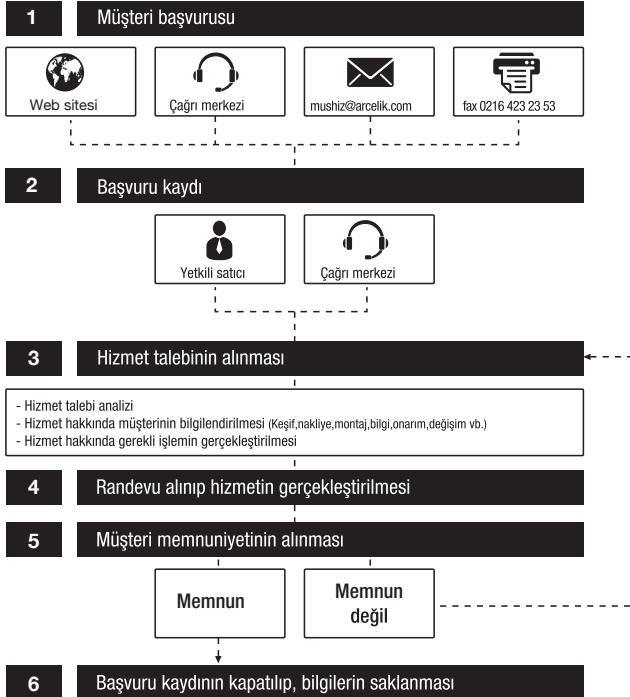 1 Müşteri başvurusu
Web sitesi
Çağrı merkezi
mushiz@arcelik.com
fax 0216 423 23 53
2 Başvuru kaydı
Yetkili satıcı
Çağrı merkezi
3 Hizmet talebinin alınması
- Hizmet talebi analizi
- Hizmet hakkında müşterinin bilgilendirilmesi (Keşif,nakliye,montaj,bilgi,onarım,değişim vb.)
- Hizmet hakkında gerekli işlemin gerçekleştirilmesi
4 Randevu alınıp hizmetin gerçekleştirilmesi
5 Müşteri memnuniyetinin alınması
Memnun
Memnun
değil
6 Başvuru kaydının kapatılıp, bilgilerin saklanması